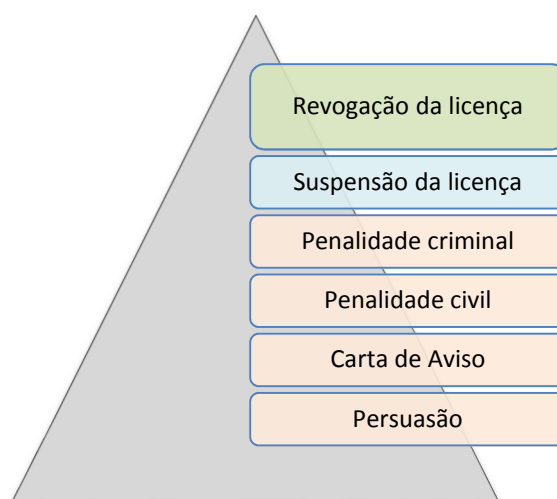 Revogação da licença
Suspensão da licença
Penalidade criminal
Penalidade civil
Carta de Aviso
Persuasão